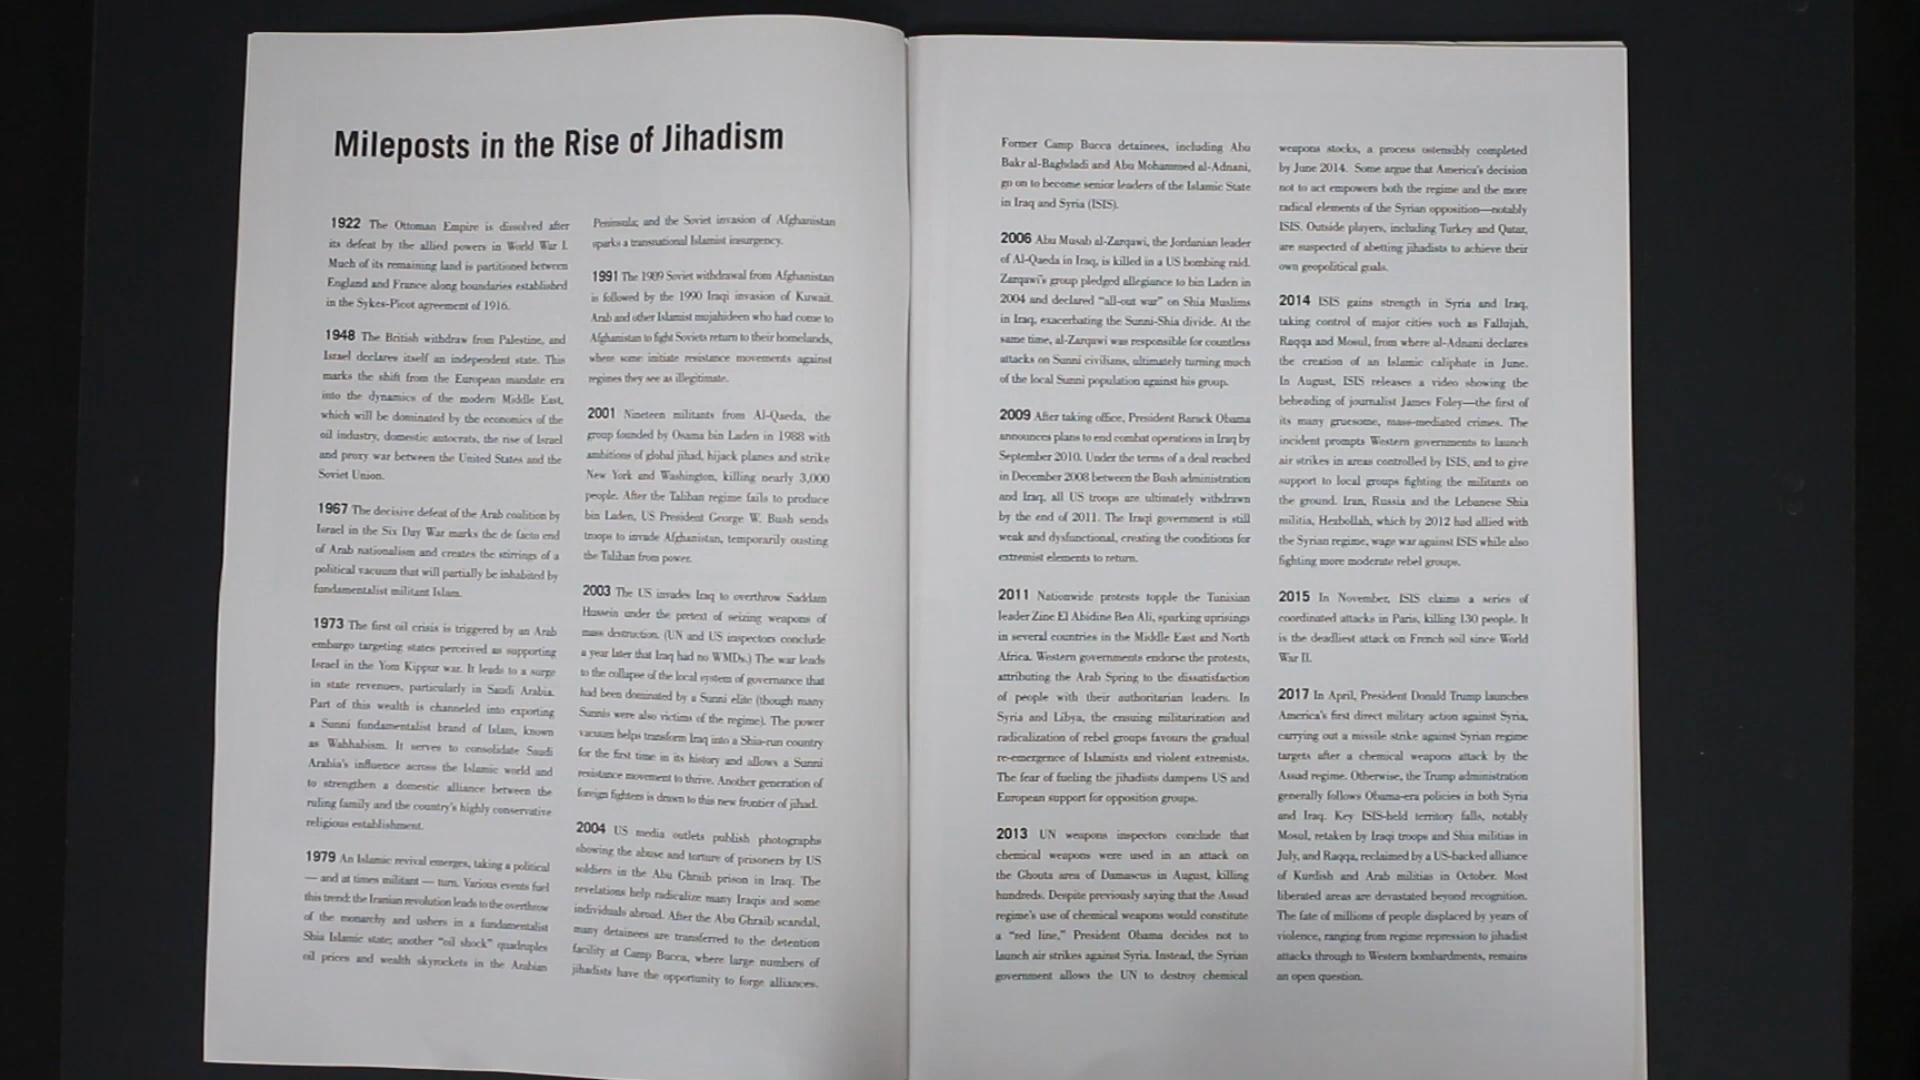 Mileposts in the Rise of Jihadism
1922 The Ottoman Empire is dissolved after
its defeat by the allied powers in World War I.
Much of its remaining land is partitioned between
England and France along boundaries established
in the Sykes-Picot agreement of 1916.
1948 The British withdraw from Palestine, and
Israel declares itself an independent state. This
marks the shift from the European mandate era
into the dynamics of the modern Middle East,
which will be dominated by the economics of the
oil industry, domestic autocrats, the rise of Israel
and proxy war between the United States and the
Soviet Union.
1967 The decisive defeat of the Arab coalition by
Israel in the Six Day War marks the de facto end
of Arab nationalism and creates the stirrings of a
political vacuum that will partially be inhabited by
fundamentalist militant Islam.
1973 The first oil crisis is triggered by an Arab
embargo targeting states perceived as supporting
Israel in the Yom Kippur war. It leads to a surge
in state revenues, particularly in Saudi Arabia.
Part of this wealth is channeled into exporting
a Sunni fundamentalist brand of Islam, known
as Wahhabism. It serves to consolidate Saudi
Arabia's influence across the Islamic world and
to strengthen a domestic alliance between the
ruling family and the country's highly conservative
religious establishment.
1979 An Islamic revival emerges, taking a political
— and at times militant — turn. Various events fuel
this trend: the Iranian revolution leads to the overthrow
of the monarchy and ushers in a fundamentalist
Shia Islamic state; another "oil shock" quadruples
oil prices and wealth skyrockets in the Arabian
Peninsula; and the Soviet invasion of Afghanistan
sparks a transnational Islamist insurgency.
1991 The 1989 Soviet withdrawal from Afghanistan
is followed by the 1990 Iraqi invasion of Kuwait.
Arab and other Islamist mojahideen who had come to
Afghanistan to fight Soviets return to their homelands,
where some initiate resistance movements against
regimes they see as illegitimate.
2001 Nineteen militants from Al-Qaeda, the
group founded by Osama bin Laden in 1988 with
ambitions of global jihad, hijack planes and strike
New York and Washington, killing nearly 3,000
people. After the Taliban regime fails to produce
bin Laden, US President George W. Bush sends
troops to invade Afghanistan, temporarily ousting
the Taliban from power.
2003 The US invades Iraq to overthrow Saddam
Hussein under the pretext of seizing weapons of
mass destruction. (UN and US inspectors conclude
a year later that Iraq had no WMDs.) The war leads
to the collapse of the local system of governance that
had been dominated by a Sunni elite (though many
Sunnis were also victims of the regime). The power
vacuum helps transform Iraq into a Shia-run country
for the first time in its history and allows a Sunni
resistance movement to thrive. Another generation of
foreign fighters is drawn to this new frontier of jihad.
2004 US media outlets publish photographs
showing the abuse and torture of prisoners by US
soldiers in the Abu Ghraib prison in Iraq. The
revelations help radicalize many Iraqis and some
individuals abroad. After the Abu Ghraib scandal,
many detainees are transferred to the detention
facility at Camp Bucca, where large numbers of
jihadists have the opportunity to forge alliances.
Former Camp Bucca detainees, including Abu
Bakr al-Baghdadi and Abu Mohammed al-Adnani,
go on to become senior leaders of the Islamic State
in Iraq and Syria (ISIS).
2006 Abu Musab al-Zarqawi, the Jordanian leader
of Al-Qaeda in Iraq, is killed in a US bombing raid.
Zarqawi's group pledged allegiance to bin Laden in
2004 and declared "all-out war" on Shia Muslims
in Iraq, exacerbating the Sunni-Shia divide. At the
same time, al-Zarqawi was responsible for countless
attacks on Sunni civilians, ultimately turning much
of the local Sunni population against his group.
2009 After taking office, President Barack Obama
announces plans to end combat operations in Iraq by
September 2010. Under the terms of a deal reached
in December 2008 between the Bush administration
and Iraq, all US troops are ultimately withdrawn
by the end of 2011. The Iraqi government is still
weak and dysfunctional, creating the conditions for
extremist elements to return.
2011 Nationwide protests topple the Tunisian
leader Zine El Abidine Ben Ali, sparking uprisings
in several countries in the Middle East and North
Africa. Western governments endorse the protests,
attributing the Arab Spring to the dissatisfaction
of people with their authoritarian leaders. In
Syria and Libya, the ensuing militarization and
radicalization of rebel groups favours the gradual
re-emergence of Islamists and violent extremists.
The fear of fueling the jihadists dampens US and
European support for opposition groups.
2013 UN weapons inspectors conclude that
chemical weapons were used in an attack on
the Ghouta area of Damascus in August, killing
hundreds. Despite previously saying that the Assad
regime's use of chemical weapons would constitute
a "red line," President Obama decides not to
launch air strikes against Syria. Instead, the Syrian
government allows the UN to destroy chemical
weapons stocks, a process ostensibly completed
by June 2014. Some argue that America's decision
not to act empowers both the regime and the more
radical elements of the Syrian opposition—notably
ISIS. Outside players, including Turkey and Qatar,
are suspected of abetting jihadists to achieve their
own geopolitical goals.
2014 ISIS gains strength in Syria and Iraq,
taking control of major cities such as Fallujah,
Raqqa and Mosul, from where al-Adnani declares
the creation of an Islamic caliphate in June.
In August, ISIS releases a video showing the
beheading of journalist James Foley—the first of
its many gruesome, mass-mediated crimes. The
incident prompts Western governments to launch
air strikes in areas controlled by ISIS, and to give
support to local groups fighting the militants on
the ground. Iran, Russia and the Lebanese Shia
militia, Hezbollah, which by 2012 had allied with
the Syrian regime, wage war against ISIS while also
fighting more moderate rebel groups.
2015 In November, ISIS claims a series of
coordinated attacks in Paris, killing 130 people. It
is the deadliest attack on French soil since World
War II.
2017 In April, President Donald Trump launches
America's first direct military action against Syria,
carrying out a missile strike against Syrian regime
targets after a chemical weapons attack by the
Assad regime. Otherwise, the Trump administration
generally follows Obama-era policies in both Syria
and Iraq. Key ISIS-held territory falls, notably
Mosul, retaken by Iraqi troops and Shia militias in
July, and Raqqa, reclaimed by a US-backed alliance
of Kurdish and Arab militias in October. Most
liberated areas are devastated beyond recognition.
The fate of millions of people displaced by years of
violence, ranging from regime repression to jihadist
attacks through to Western bombardments, remains
an open question.